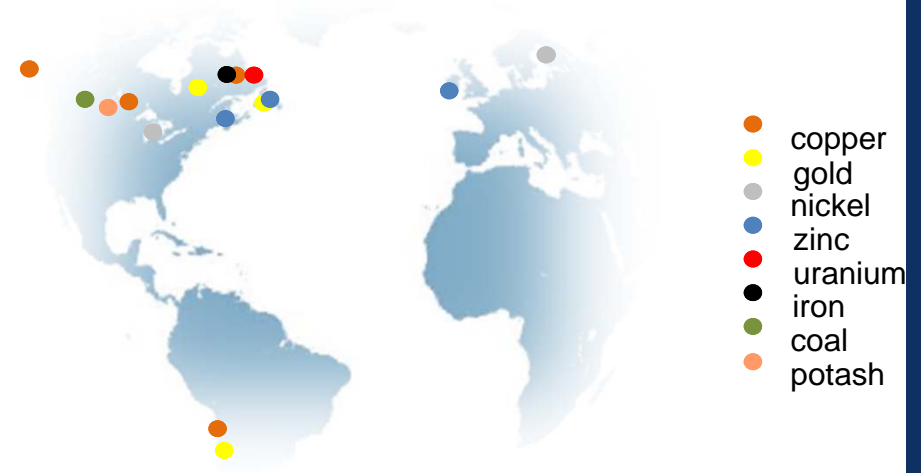 copper
gold
nickel
zinc
uranium
iron
coal
potash